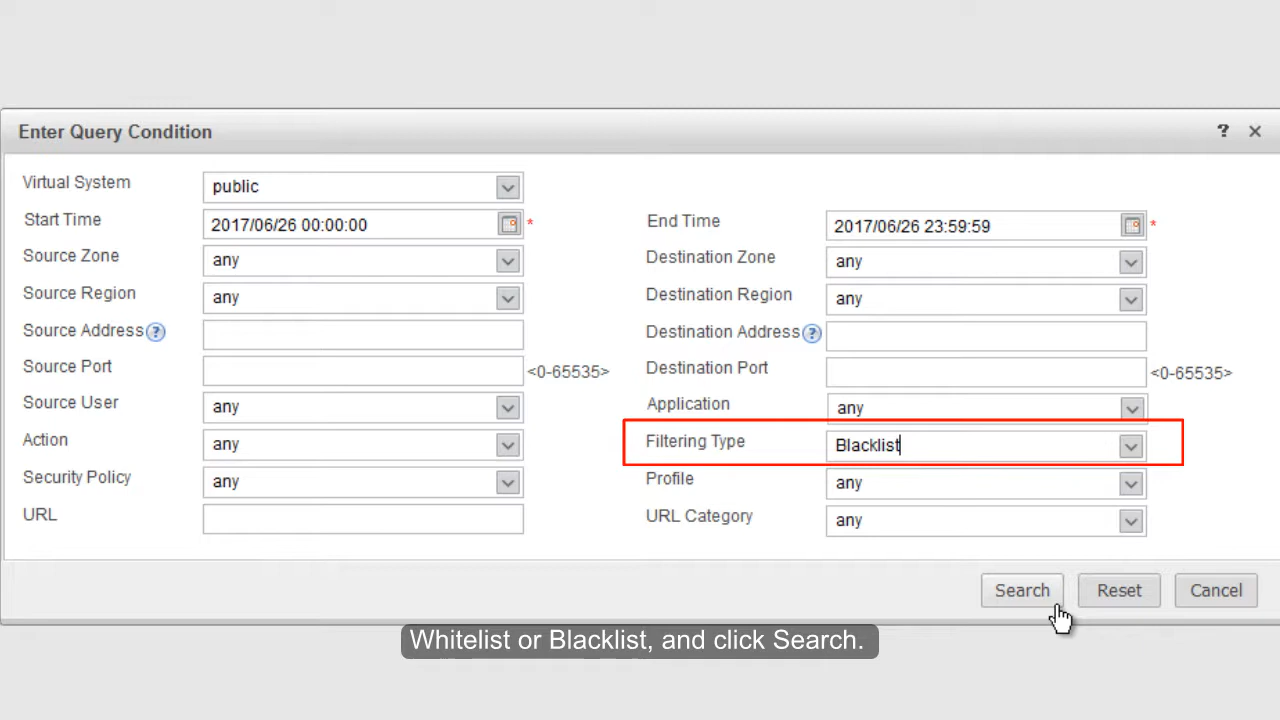 Enter Query Condition ? ×
Virtual System public
Start Time 2017/06/26 00:00:00 * End Time 2017/06/26 23:59:59 *
Source Zone any Destination Zone any
Source Region any Destination Region any
Source Address ? Destination Address ?
Source Port <0-65535> Destination Port <0-65535>
Source User any Application any
Action any Filtering Type Blacklist
Security Policy any Profile any
URL URL Category any
Search Reset Cancel
Whitelist or Blacklist, and click Search.